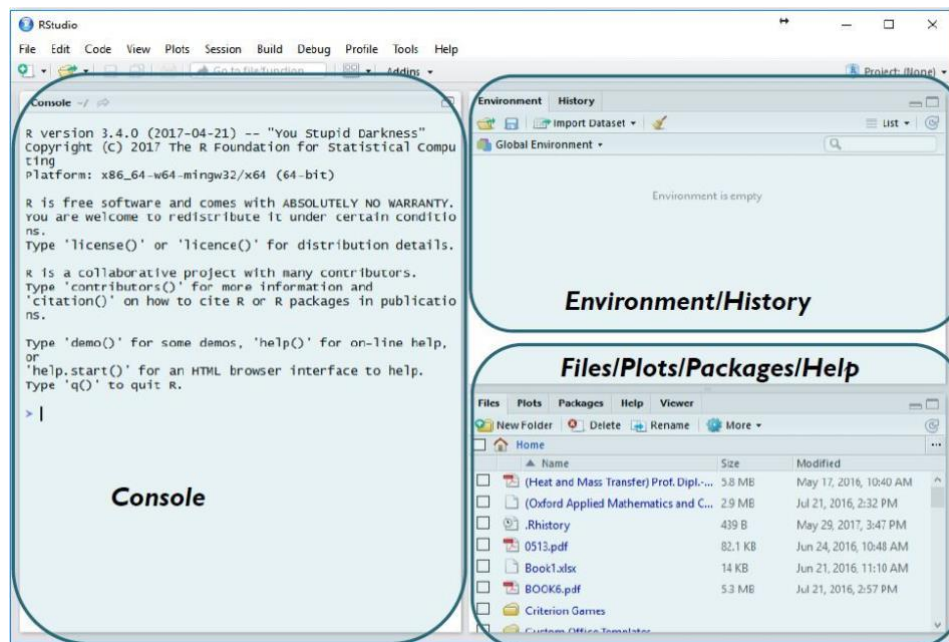 RStudio
File Edit Code View Plots Session Build Debug Profile Tools Help
Go to file/function Addins Project: (None)
Console ~/
R version 3.4.0 (2017-04-21) -- "You Stupid Darkness"
Copyright (C) 2017 The R Foundation for Statistical Compu
ting
Platform: x86_64-w64-mingw32/x64 (64-bit)
R is free software and comes with ABSOLUTELY NO WARRANTY.
You are welcome to redistribute it under certain conditio
ns.
Type 'license()' or 'licence()' for distribution details.
R is a collaborative project with many contributors.
Type 'contributors()' for more information and
'citation()' on how to cite R or R packages in publicatio
ns.
Type 'demo()' for some demos, 'help()' for on-line help,
or
'help.start()' for an HTML browser interface to help.
Type 'q()' to quit R.
>
Console
Environment History
Import Dataset List
Global Environment
Environment is empty
Environment/History
Files/Plots/Packages/Help
Files Plots Packages Help Viewer
New Folder Delete Rename More
Home
Name Size Modified
(Heat and Mass Transfer) Prof. Dipl.-... 5.8 MB May 17, 2016, 10:40 AM
(Oxford Applied Mathematics and C... 2.9 MB Jul 21, 2016, 2:32 PM
.Rhistory 439 B May 29, 2017, 3:47 PM
0513.pdf 82.1 KB Jun 24, 2016, 10:48 AM
Book1.xlsx 14 KB Jun 21, 2016, 11:10 AM
BOOK6.pdf 5.3 MB Jul 21, 2016, 2:57 PM
Criterion Games
Custom Office Templates